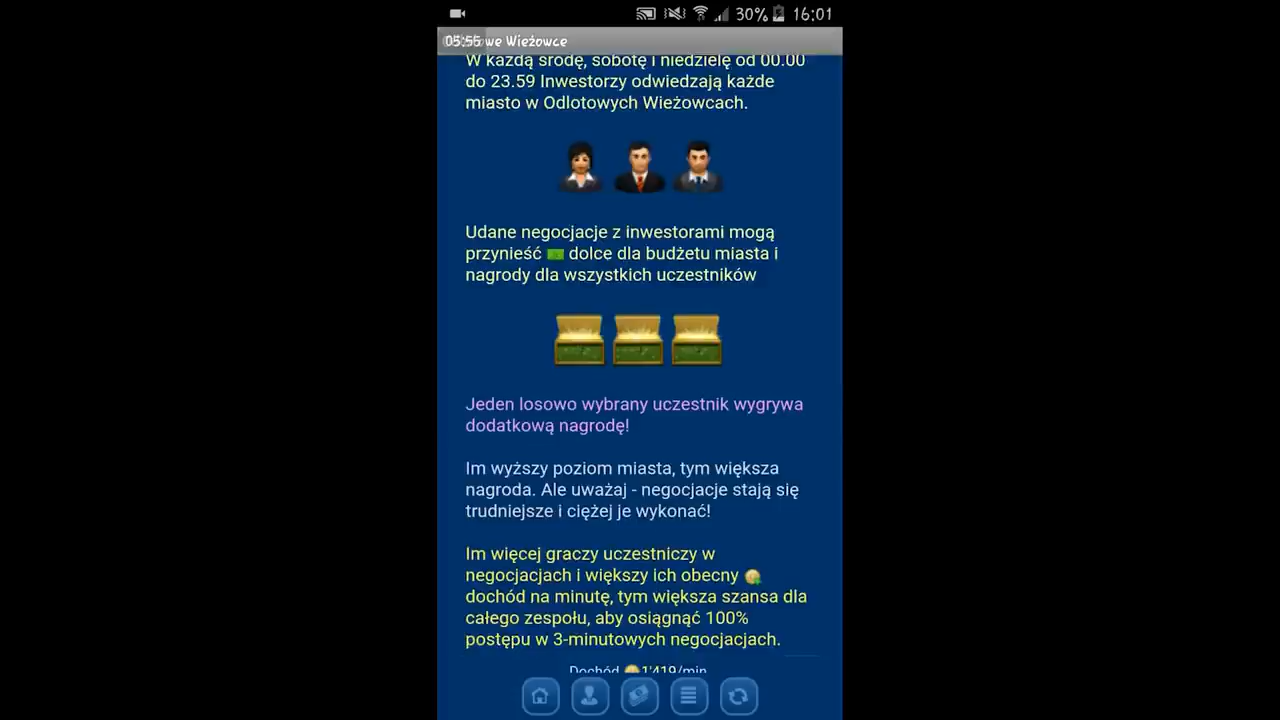 30% 16:01
05:55 we Wieżowce
W każdą środę, sobotę i niedzielę od 00.00
do 23.59 Inwestorzy odwiedzają każde
miasto w Odlotowych Wieżowcach.
Udane negocjacje z inwestorami mogą
przynieść dolce dla budżetu miasta i
nagrody dla wszystkich uczestników
Jeden losowo wybrany uczestnik wygrywa
dodatkową nagrodę!
Im wyższy poziom miasta, tym większa
nagroda. Ale uważaj - negocjacje stają się
trudniejsze i ciężej je wykonać!
Im więcej graczy uczestniczy w
negocjacjach i większy ich obecny
dochód na minutę, tym większa szansa dla
całego zespołu, aby osiągnąć 100%
postępu w 3-minutowych negocjacjach.
Dochód 1'419/min